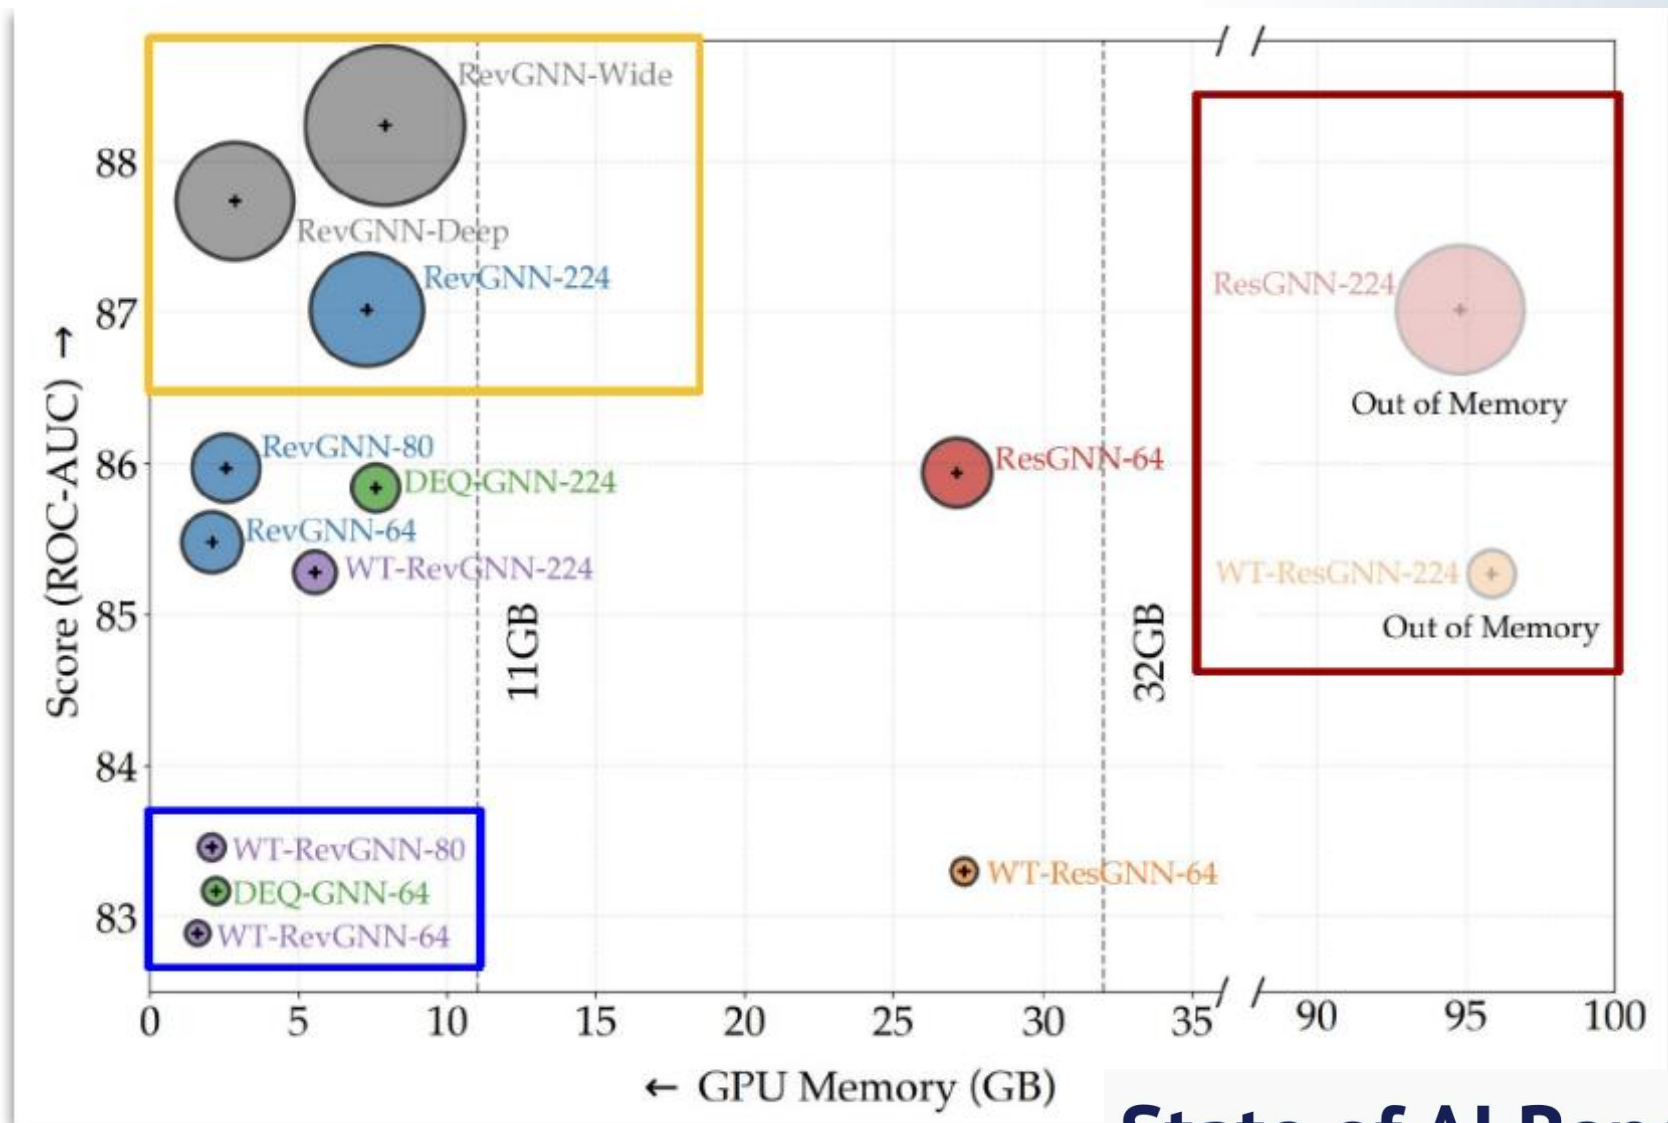 RevGNN-Wide
88
RevGNN-Deep
RevGNN-224
ResGNN-224
87
Out of Memory
RevGNN-80
ResGNN-64
86
DEQ-GNN-224
RevGNN-64
WT-RevGNN-224
WT-ResGNN-224
85
Out of Memory
11GB
32GB
Score (ROC-AUC) →
84
WT-RevGNN-80
WT-ResGNN-64
DEQ-GNN-64
83
WT-RevGNN-64
0 5 10 15 20 25 30 35 90 95 100
← GPU Memory (GB)
State of AI